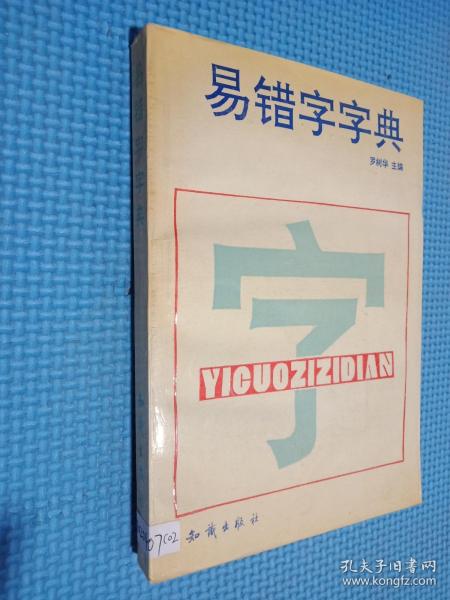 易错字字典
罗树华 主编
字
YICUOZIZIDIAN
知识出版社
07C02
孔夫子旧书网
www.kongfz.com